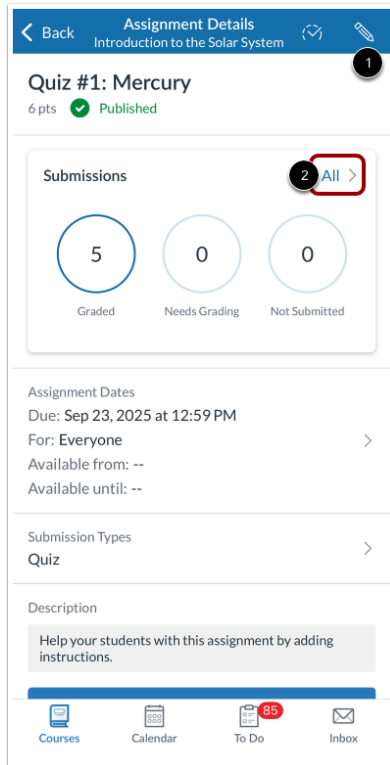 Back
Assignment Details
Introduction to the Solar System
1
Quiz #1: Mercury
6 pts Published
Submissions
2 All
5 0 0
Graded Needs Grading Not Submitted
Assignment Dates
Due: Sep 23, 2025 at 12:59 PM
For: Everyone
Available from: --
Available until: --
Submission Types
Quiz
Description
Help your students with this assignment by adding
instructions.
85
Courses Calendar To Do Inbox